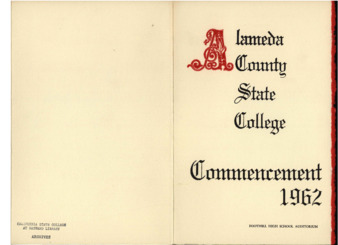 Alameda
County
State
College
Commencement
1962
CALIFORNIA STATE COLLEGE
AT HAYWARD LIBRARY
ARCHIVES
HAYWARD HIGH SCHOOL AUDITORIUM